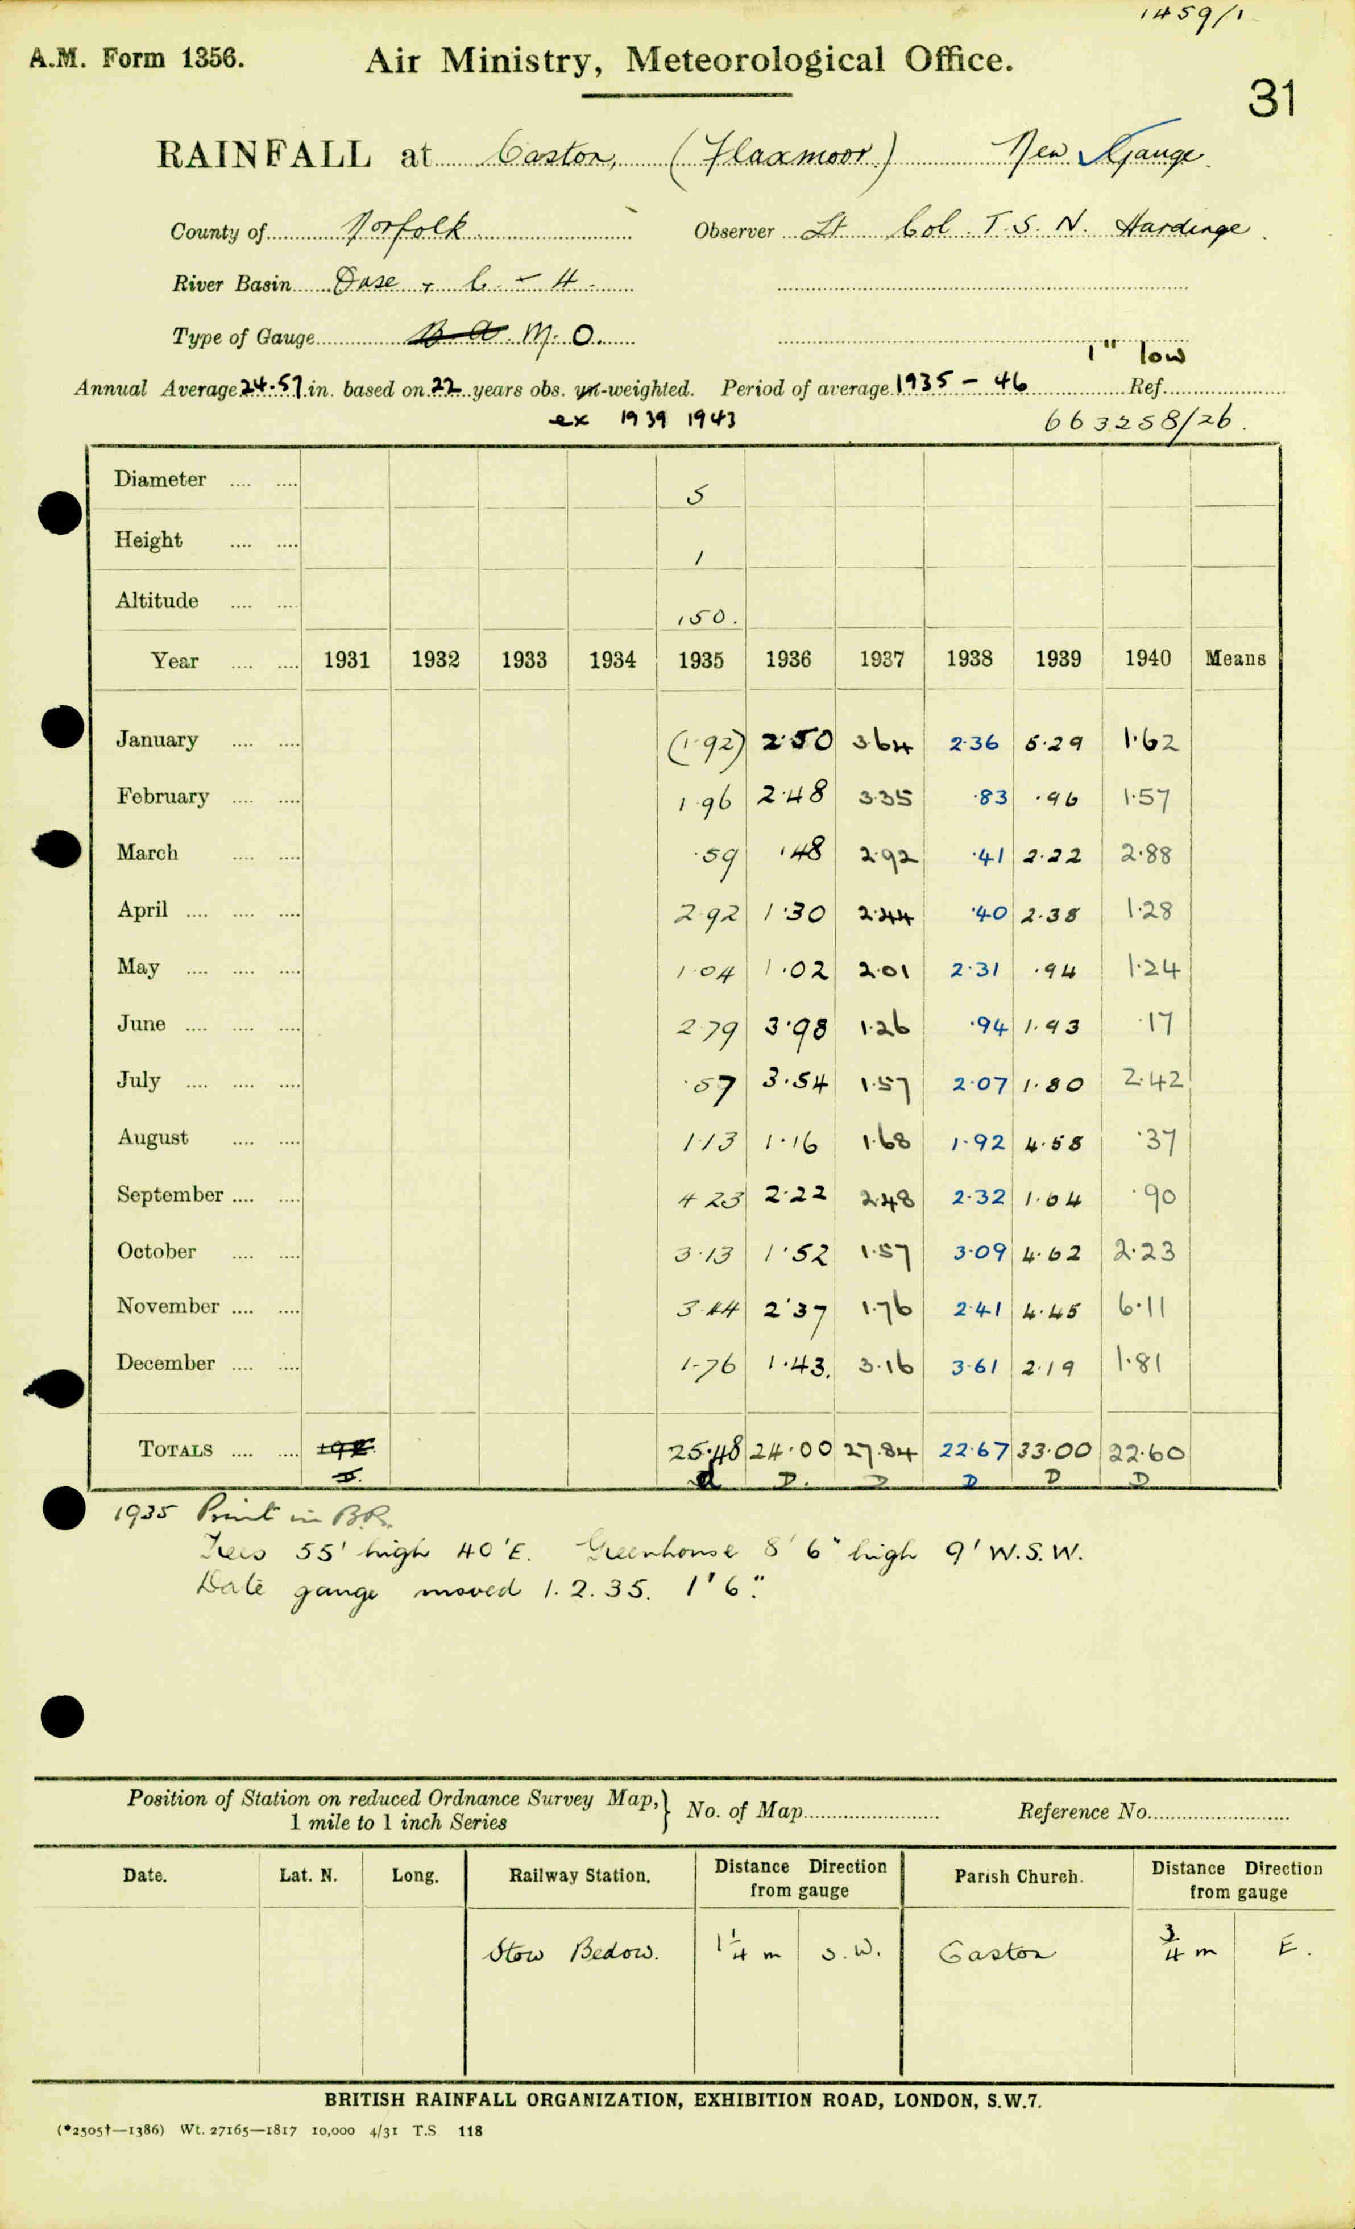 1459/1
A.M. Form 1356. Air Ministry, Meteorological Office.
31
RAINFALL at Caston, (Flaxmoor) New Gauge.
County of Norfolk Observer Lt Col. T. S. N. Hardinge.
River Basin Ouse + C - H.
Type of Gauge B a. M. O.
1" low
Annual Average 24.57 in. based on 22 years obs. un-weighted. Period of average 1935 - 46 Ref.
ex 1939 1943 663258/26.
Diameter 5
Height 1
Altitude 150.
Year 1931 1932 1933 1934 1935 1936 1937 1938 1939 1940 Means
January (1.92) 2.50 3.64 2.36 5.29 1.62
February 1.96 2.48 3.35 .83 .96 1.57
March .59 .48 2.92 .41 2.22 2.88
April 2.92 1.30 2.44 .40 2.38 1.28
May 1.04 1.02 2.01 2.31 .94 1.24
June 2.79 3.98 1.26 .94 1.93 .17
July .57 3.54 1.57 2.07 1.80 2.42
August 1.13 1.16 1.68 1.92 4.58 .37
September 4.23 2.22 2.48 2.32 1.64 .90
October 3.13 1.52 1.57 3.09 4.62 2.23
November 3.44 2.37 1.76 2.41 4.45 6.11
December 1.76 1.43. 3.16 3.61 2.19 1.81
TOTALS 25.48 24.00 27.84 22.67 33.00 22.60
d D. D D D D
1935 Print in B.R.
Trees 55' high 40' E. Greenhouse 8' 6" high 9' W.S.W.
Date gauge moved 1. 2. 35. 1' 6"
Position of Station on reduced Ordnance Survey Map, 1 mile to 1 inch Series } No. of Map Reference No.
Date. Lat. N. Long. Railway Station. Distance Direction from gauge Parish Church. Distance Direction from gauge
Stow Bedow. 1¼ m S.W. Caston ¾ m E.
BRITISH RAINFALL ORGANIZATION, EXHIBITION ROAD, LONDON, S.W.7.
(*2505†—1386) Wt. 27165—1817 10,000 4/31 T.S 118